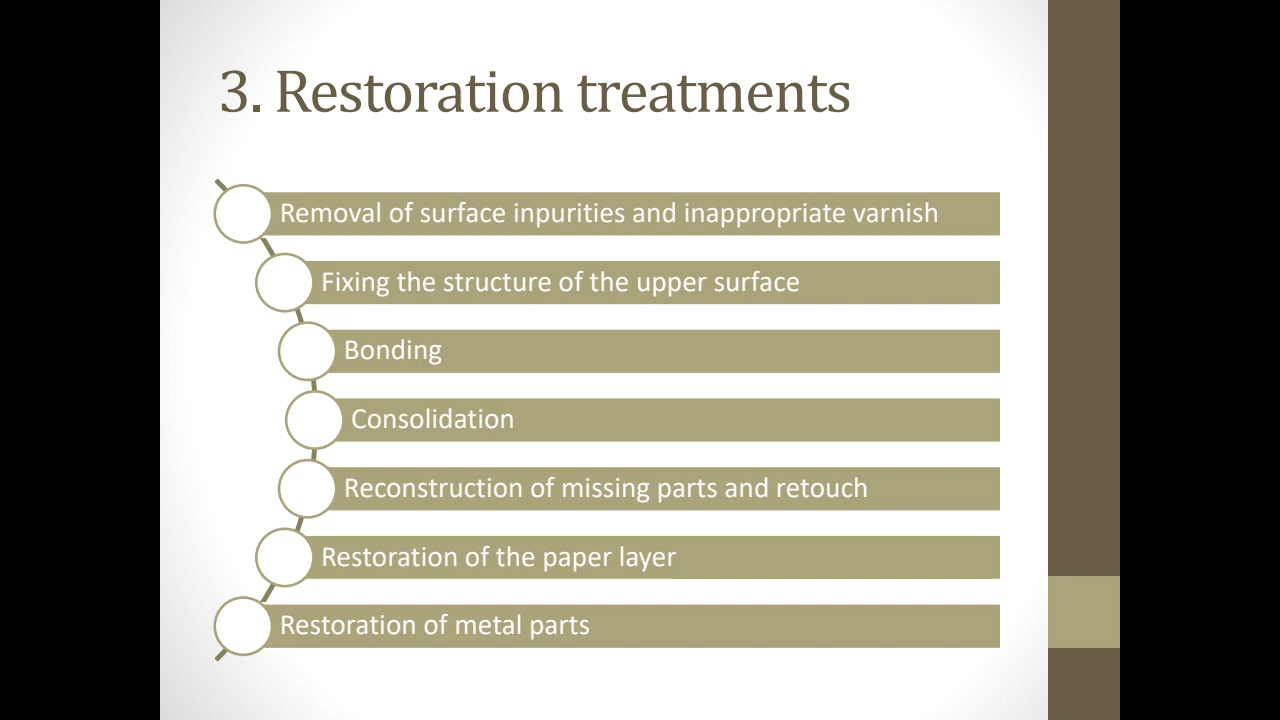 3. Restoration treatments
Removal of surface inpurities and inappropriate varnish
Fixing the structure of the upper surface
Bonding
Consolidation
Reconstruction of missing parts and retouch
Restoration of the paper layer
Restoration of metal parts